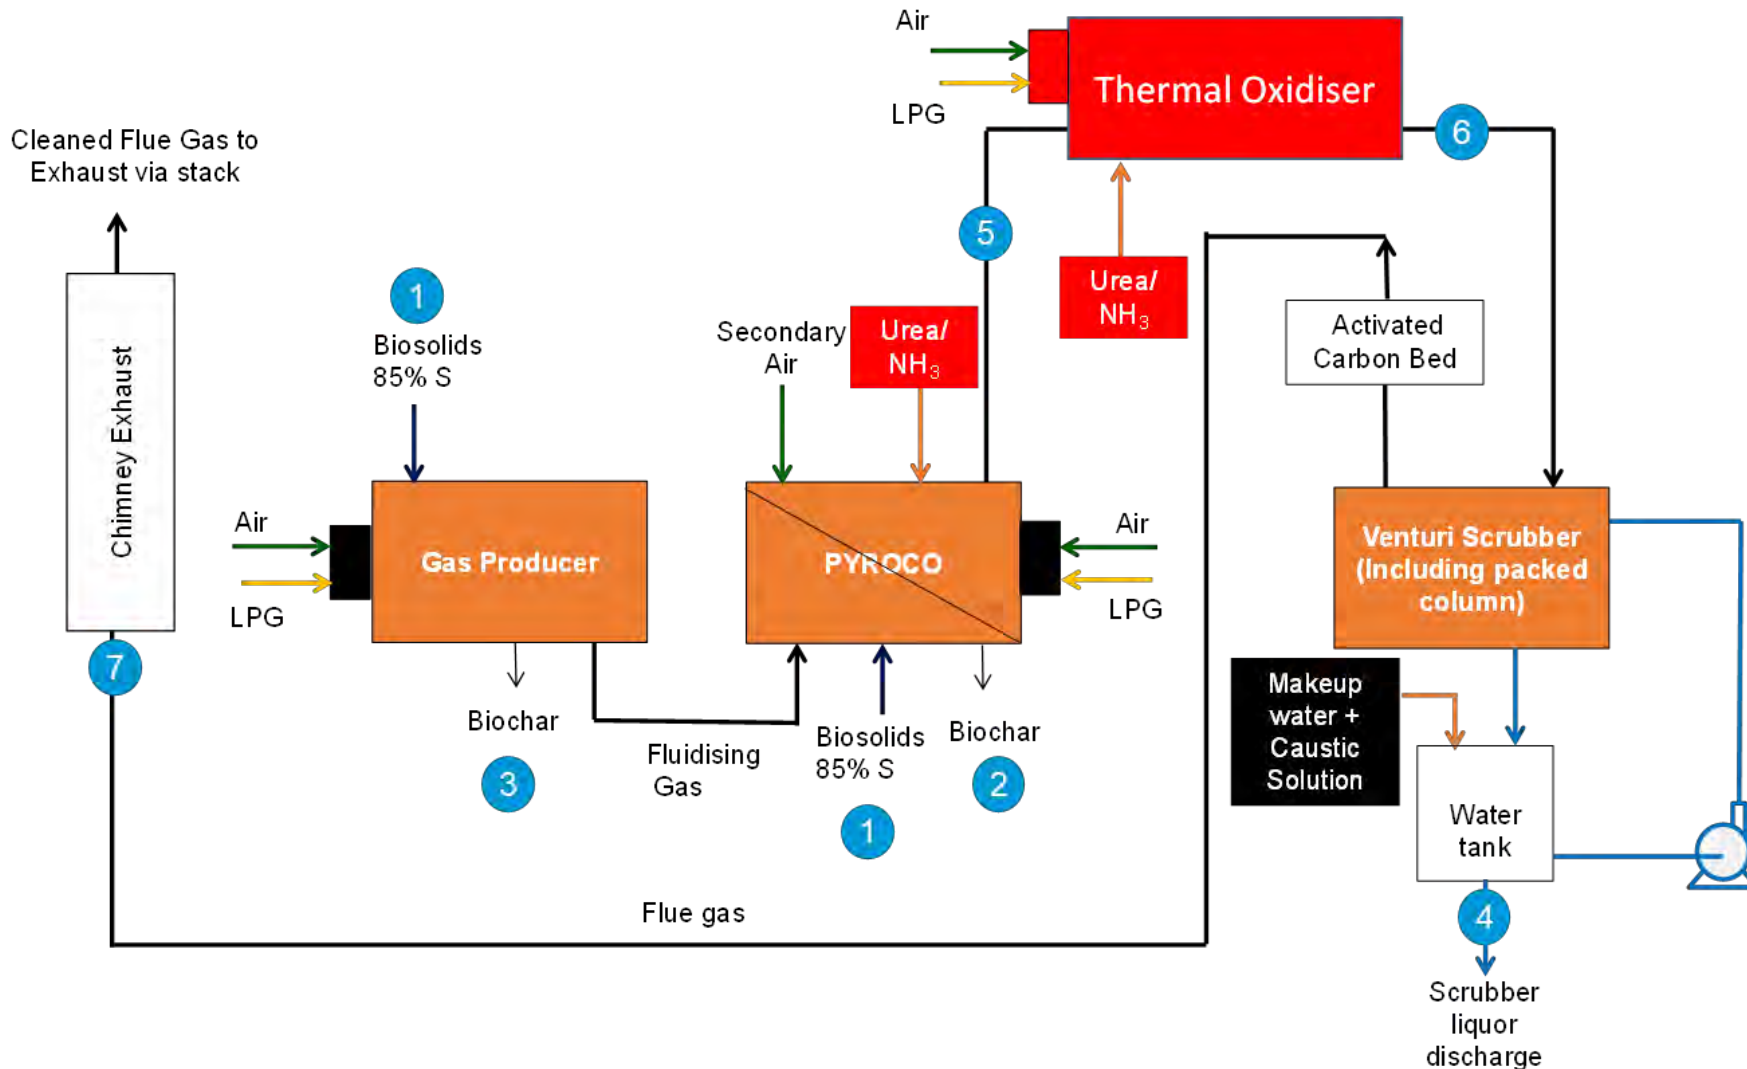 Air
LPG
Thermal Oxidiser
6
Cleaned Flue Gas to
Exhaust via stack
5
Urea/
NH3
1
Biosolids
85% S
Secondary
Air
Urea/
NH3
Activated
Carbon Bed
Chimney Exhaust
Air
LPG
Gas Producer
PYROCO
Air
LPG
Venturi Scrubber
(Including packed
column)
7
Biochar
3
Fluidising
Gas
Biosolids
85% S
1
Biochar
2
Makeup
water +
Caustic
Solution
Water
tank
Flue gas
4
Scrubber
liquor
discharge